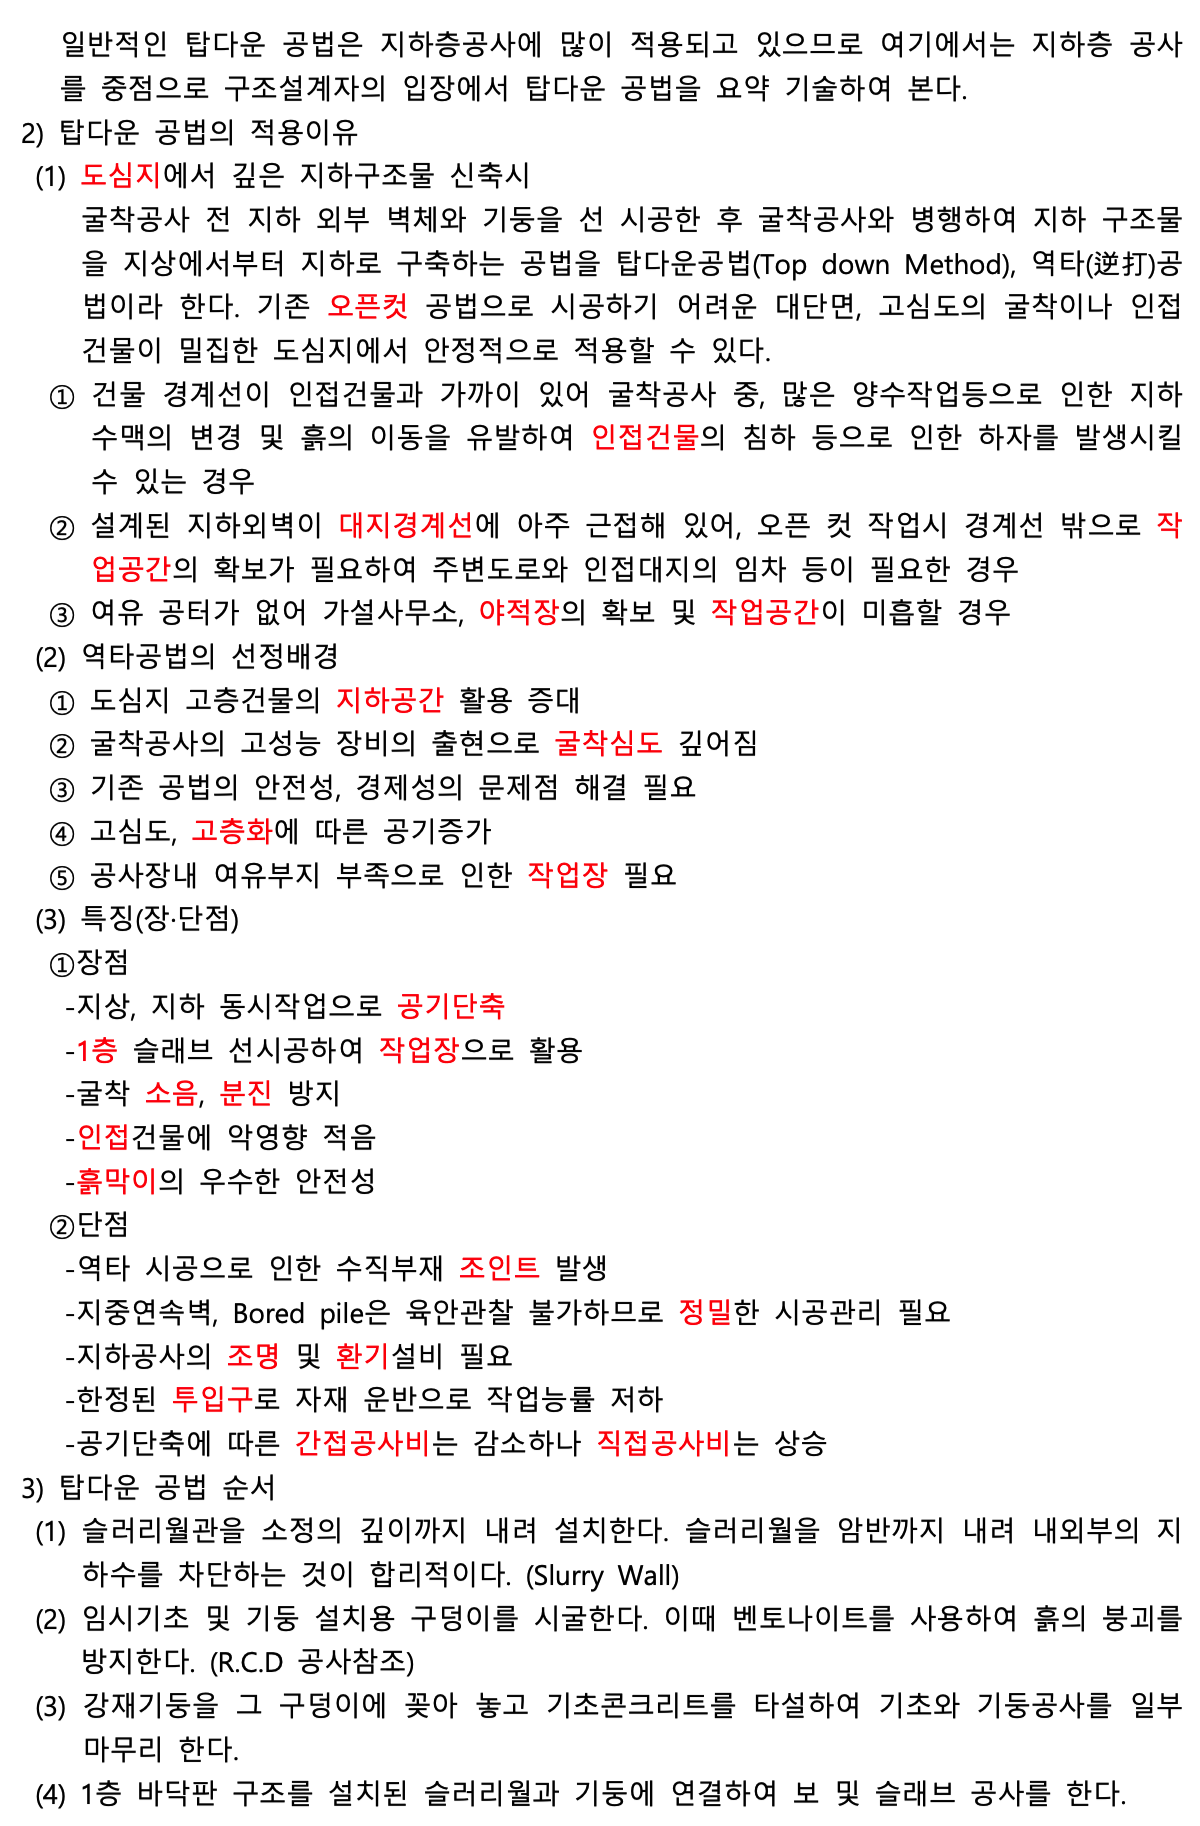 일반적인 탑다운 공법은 지하층공사에 많이 적용되고 있으므로 여기에서는 지하층 공사
를 중점으로 구조설계자의 입장에서 탑다운 공법을 요약 기술하여 본다.
2) 탑다운 공법의 적용이유
(1) 도심지에서 깊은 지하구조물 신축시
굴착공사 전 지하 외부 벽체와 기둥을 선 시공한 후 굴착공사와 병행하여 지하 구조물
을 지상에서부터 지하로 구축하는 공법을 탑다운공법(Top down Method), 역타(逆打)공
법이라 한다. 기존 오픈컷 공법으로 시공하기 어려운 대단면, 고심도의 굴착이나 인접
건물이 밀집한 도심지에서 안정적으로 적용할 수 있다.
① 건물 경계선이 인접건물과 가까이 있어 굴착공사 중, 많은 양수작업등으로 인한 지하
수맥의 변경 및 흙의 이동을 유발하여 인접건물의 침하 등으로 인한 하자를 발생시킬
수 있는 경우
② 설계된 지하외벽이 대지경계선에 아주 근접해 있어, 오픈 컷 작업시 경계선 밖으로 작
업공간의 확보가 필요하여 주변도로와 인접대지의 임차 등이 필요한 경우
③ 여유 공터가 없어 가설사무소, 야적장의 확보 및 작업공간이 미흡할 경우
(2) 역타공법의 선정배경
① 도심지 고층건물의 지하공간 활용 증대
② 굴착공사의 고성능 장비의 출현으로 굴착심도 깊어짐
③ 기존 공법의 안전성, 경제성의 문제점 해결 필요
④ 고심도, 고층화에 따른 공기증가
⑤ 공사장내 여유부지 부족으로 인한 작업장 필요
(3) 특징(장·단점)
①장점
-지상, 지하 동시작업으로 공기단축
-1층 슬래브 선시공하여 작업장으로 활용
-굴착 소음, 분진 방지
-인접건물에 악영향 적음
-흙막이의 우수한 안전성
②단점
-역타 시공으로 인한 수직부재 조인트 발생
-지중연속벽, Bored pile은 육안관찰 불가하므로 정밀한 시공관리 필요
-지하공사의 조명 및 환기설비 필요
-한정된 투입구로 자재 운반으로 작업능률 저하
-공기단축에 따른 간접공사비는 감소하나 직접공사비는 상승
3) 탑다운 공법 순서
(1) 슬러리월관을 소정의 깊이까지 내려 설치한다. 슬러리월을 암반까지 내려 내외부의 지
하수를 차단하는 것이 합리적이다. (Slurry Wall)
(2) 임시기초 및 기둥 설치용 구덩이를 시굴한다. 이때 벤토나이트를 사용하여 흙의 붕괴를
방지한다. (R.C.D 공사참조)
(3) 강재기둥을 그 구덩이에 꽂아 놓고 기초콘크리트를 타설하여 기초와 기둥공사를 일부
마무리 한다.
(4) 1층 바닥판 구조를 설치된 슬러리월과 기둥에 연결하여 보 및 슬래브 공사를 한다.